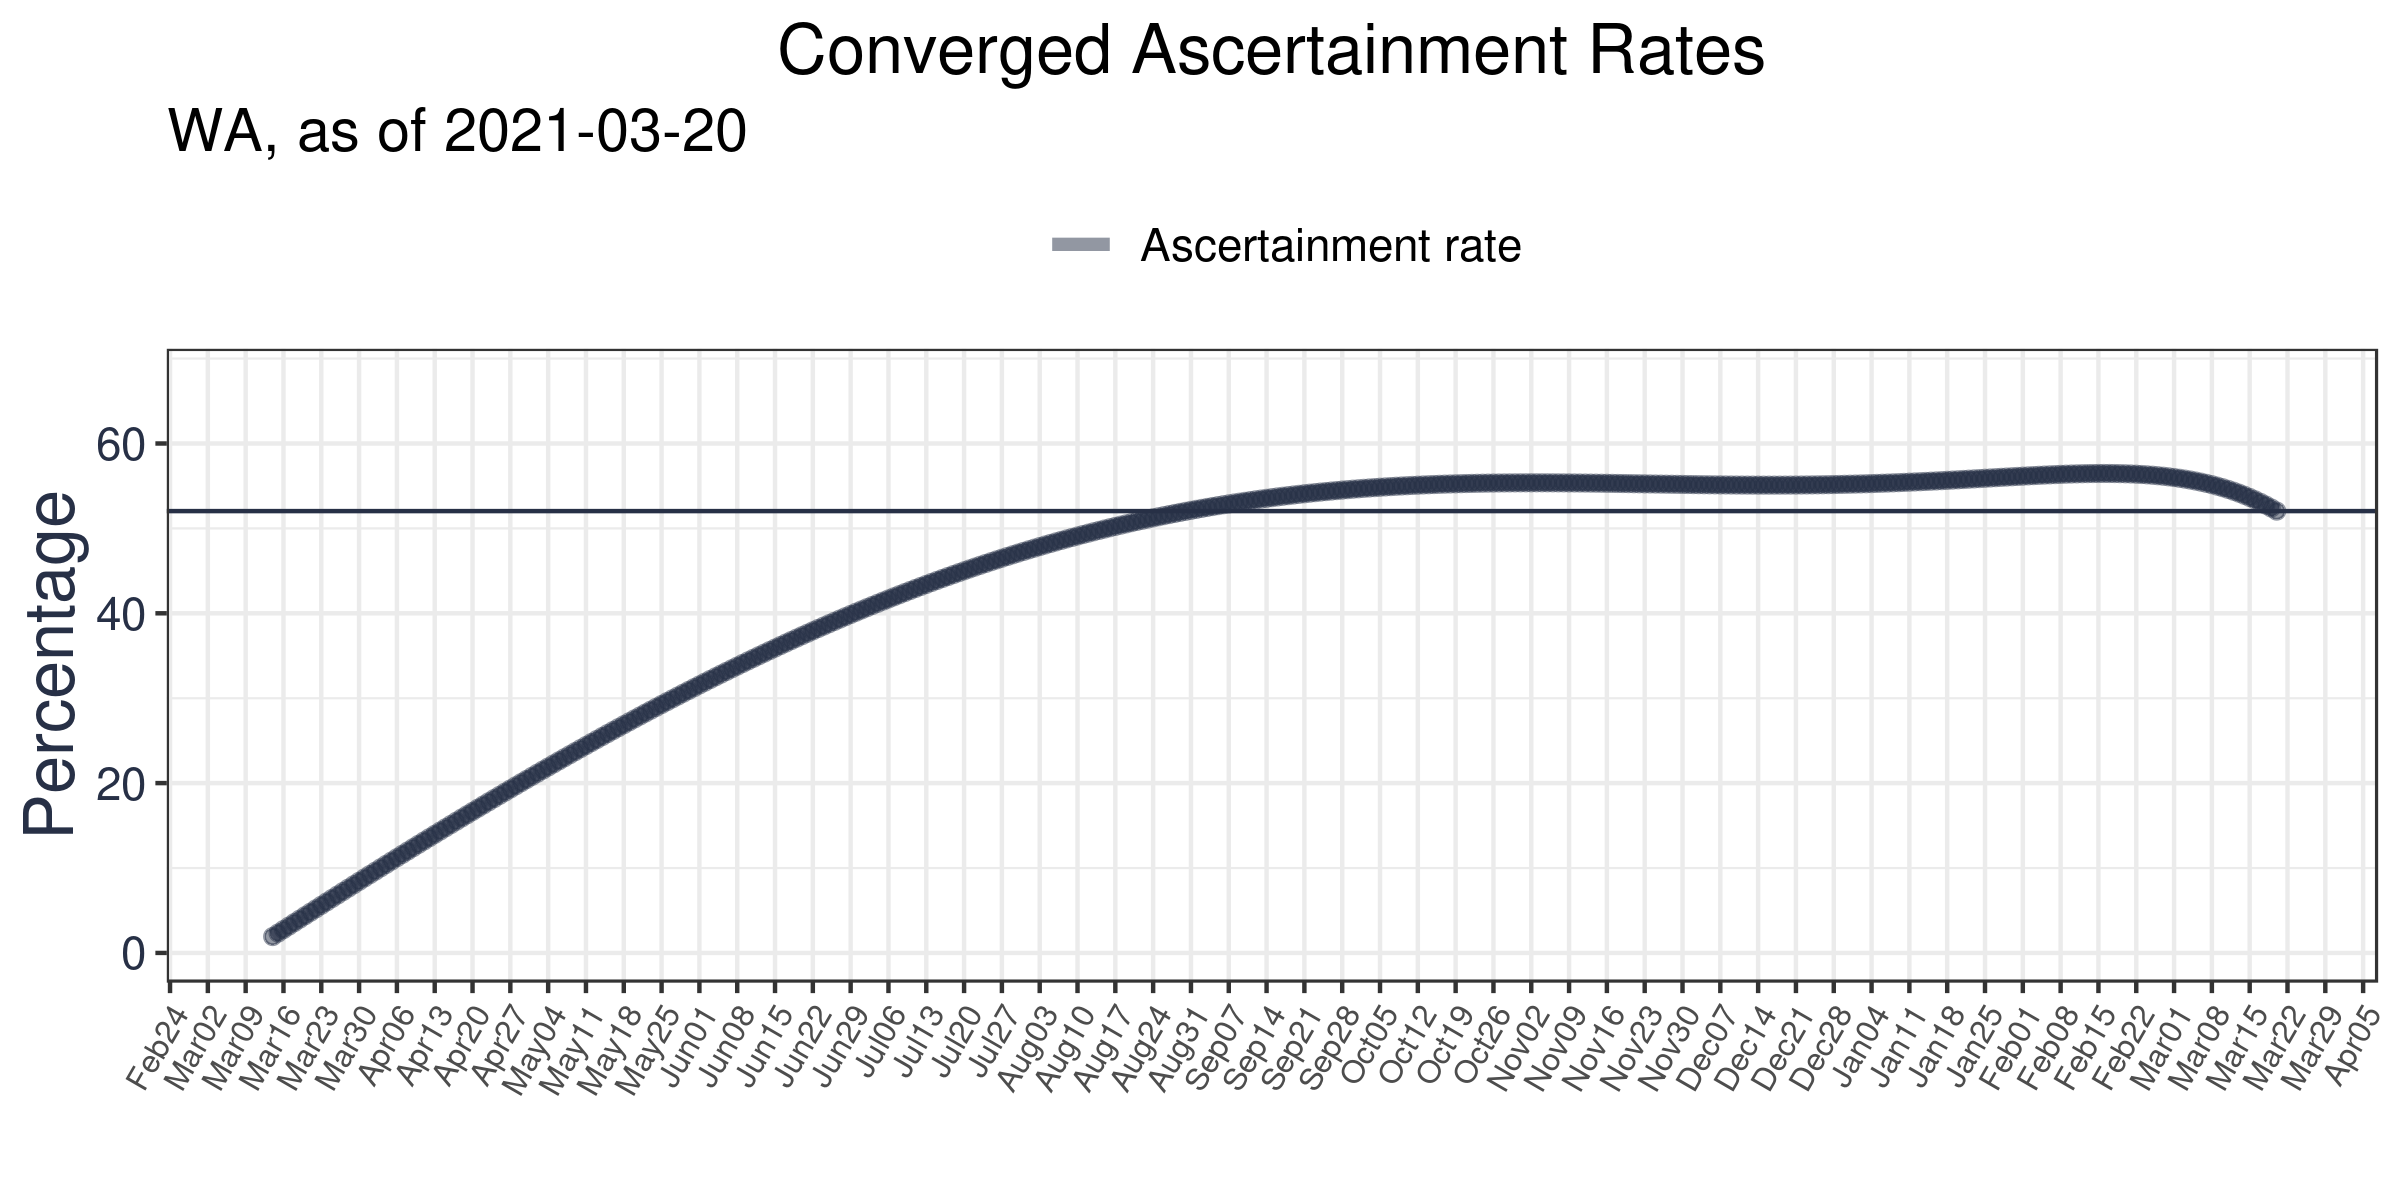 Converged Ascertainment Rates
WA, as of 2021-03-20
Ascertainment rate
Percentage
60
40
20
0
Feb24 Mar02 Mar09 Mar16 Mar23 Mar30 Apr06 Apr13 Apr20 Apr27 May04 May11 May18 May25 Jun01 Jun08 Jun15 Jun22 Jun29 Jul06 Jul13 Jul20 Jul27 Aug03 Aug10 Aug17 Aug24 Aug31 Sep07 Sep14 Sep21 Sep28 Oct05 Oct12 Oct19 Oct26 Nov02 Nov09 Nov16 Nov23 Nov30 Dec07 Dec14 Dec21 Dec28 Jan04 Jan11 Jan18 Jan25 Feb01 Feb08 Feb15 Feb22 Mar01 Mar08 Mar15 Mar22 Mar29 Apr05